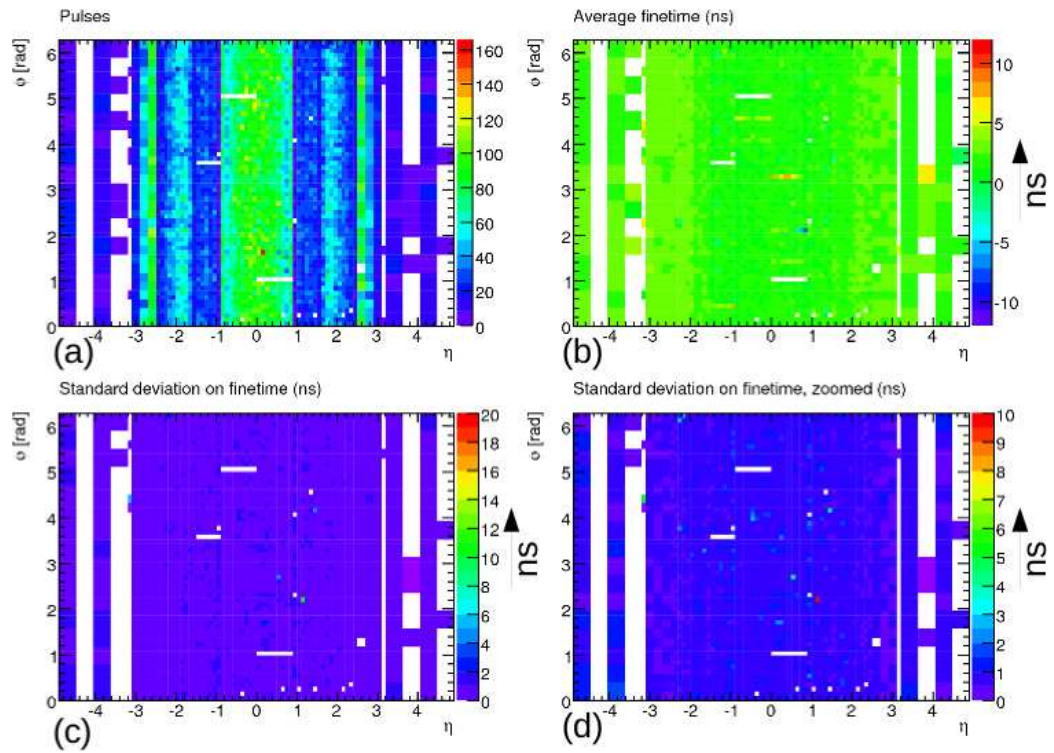 Pulses
φ [rad]
6
5
4
3
2
1
0
-4 -3 -2 -1 0 1 2 3 4
η
160
140
120
100
80
60
40
20
0
(a)
Average finetime (ns)
φ [rad]
6
5
4
3
2
1
0
-4 -3 -2 -1 0 1 2 3 4
η
10
5
0
-5
-10
ns
(b)
Standard deviation on finetime (ns)
φ [rad]
6
5
4
3
2
1
0
-4 -3 -2 -1 0 1 2 3 4
η
20
18
16
14
12
10
8
6
4
2
0
ns
(c)
Standard deviation on finetime, zoomed (ns)
φ [rad]
6
5
4
3
2
1
0
-4 -3 -2 -1 0 1 2 3 4
η
10
9
8
7
6
5
4
3
2
1
0
ns
(d)